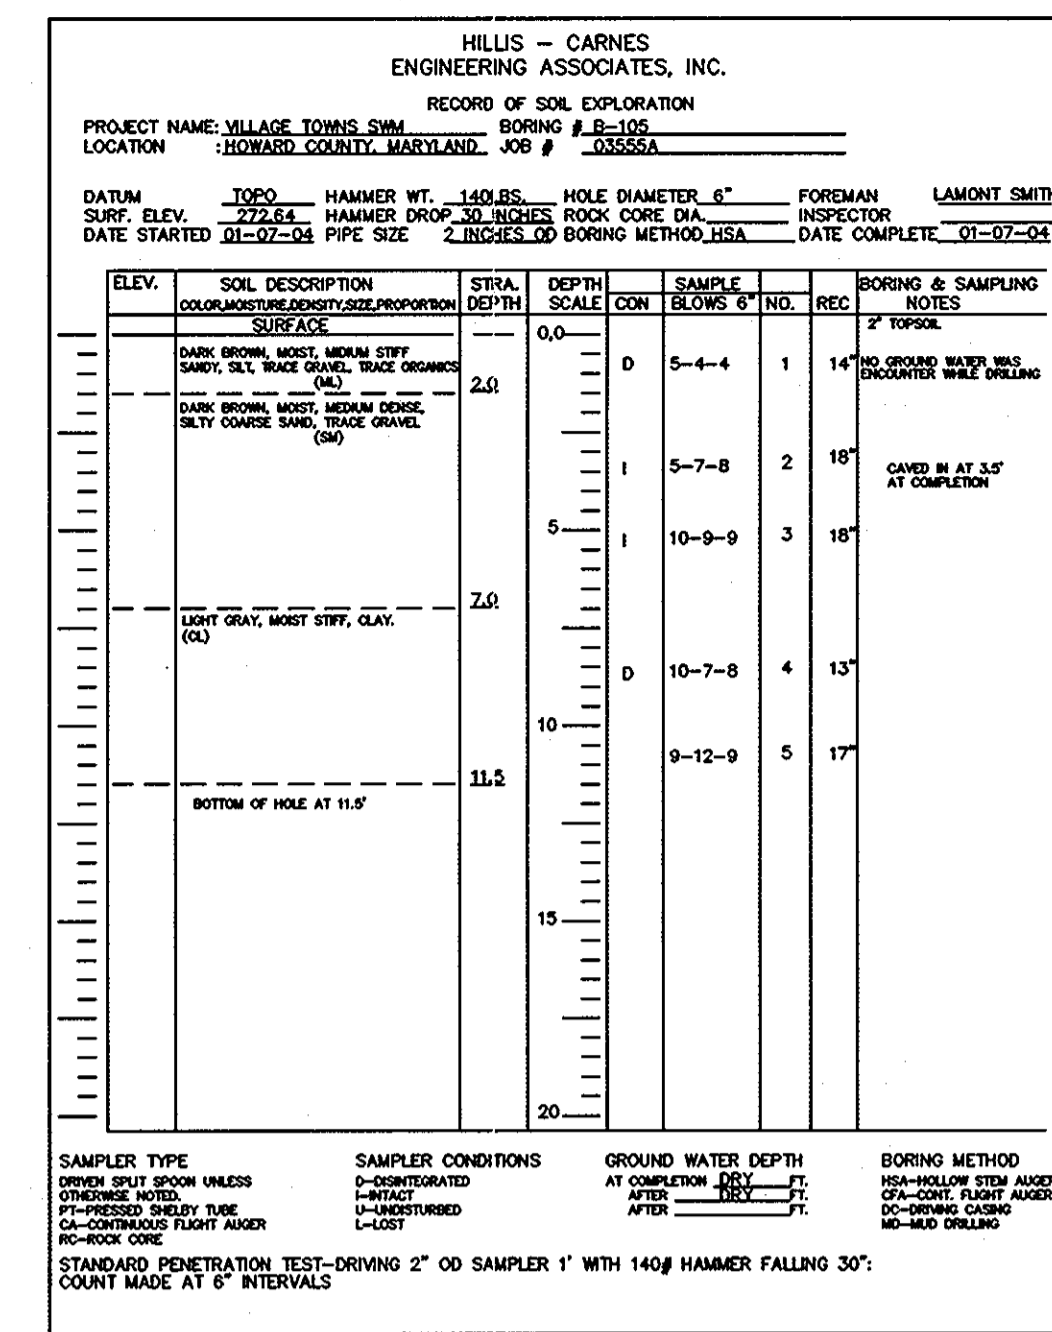 HILLIS – CARNES
ENGINEERING ASSOCIATES, INC.
RECORD OF SOIL EXPLORATION
PROJECT NAME: VILLAGE TOWNS SWM BORING # B-105
LOCATION : HOWARD COUNTY, MARYLAND JOB # 03555A
DATUM TOPO HAMMER WT. 140LBS. HOLE DIAMETER 6" FOREMAN LAMONT SMITH
SURF. ELEV. 272.64 HAMMER DROP 30 INCHES ROCK CORE DIA. INSPECTOR
DATE STARTED 01-07-04 PIPE SIZE 2 INCHES OD BORING METHOD HSA DATE COMPLETE 01-07-04
ELEV. SOIL DESCRIPTION STRA. DEPTH SAMPLE BORING & SAMPLING
COLOR,MOISTURE,DENSITY,SIZE,PROPORTION DEPTH SCALE CON BLOWS 6" NO. REC NOTES
SURFACE 0,0 2" TOPSOIL
DARK BROWN, MOIST, MIDIUM STIFF
SANDY, SILT, TRACE GRAVEL, TRACE ORGANICS D 5-4-4 1 14" NO GROUND WATER WAS
(ML) 2.0 ENCOUNTER WHILE DRILLING
DARK BROWN, MOIST, MEDIUM DENSE,
SILTY COARSE SAND, TRACE GRAVEL
(SM)
I 5-7-8 2 18" CAVED IN AT 3.5'
AT COMPLETION
5
I 10-9-9 3 18"
7.0
LIGHT GRAY, MOIST STIFF, CLAY.
(CL)
D 10-7-8 4 13"
10
9-12-9 5 17"
11.5
BOTTOM OF HOLE AT 11.5'
15
20
SAMPLER TYPE SAMPLER CONDITIONS GROUND WATER DEPTH BORING METHOD
DRIVEN SPLIT SPOON UNLESS D-DISINTEGRATED AT COMPLETION DRY FT. HSA-HOLLOW STEM AUGER
OTHERWISE NOTED. I-INTACT AFTER DRY FT. CFA-CONT. FLIGHT AUGER
PT-PRESSED SHELBY TUBE U-UNDISTURBED AFTER FT. DC-DRIVING CASING
CA-CONTINUOUS FLIGHT AUGER L-LOST MD-MUD DRILLING
RC-ROCK CORE
STANDARD PENETRATION TEST-DRIVING 2" OD SAMPLER 1' WITH 140# HAMMER FALLING 30":
COUNT MADE AT 6" INTERVALS